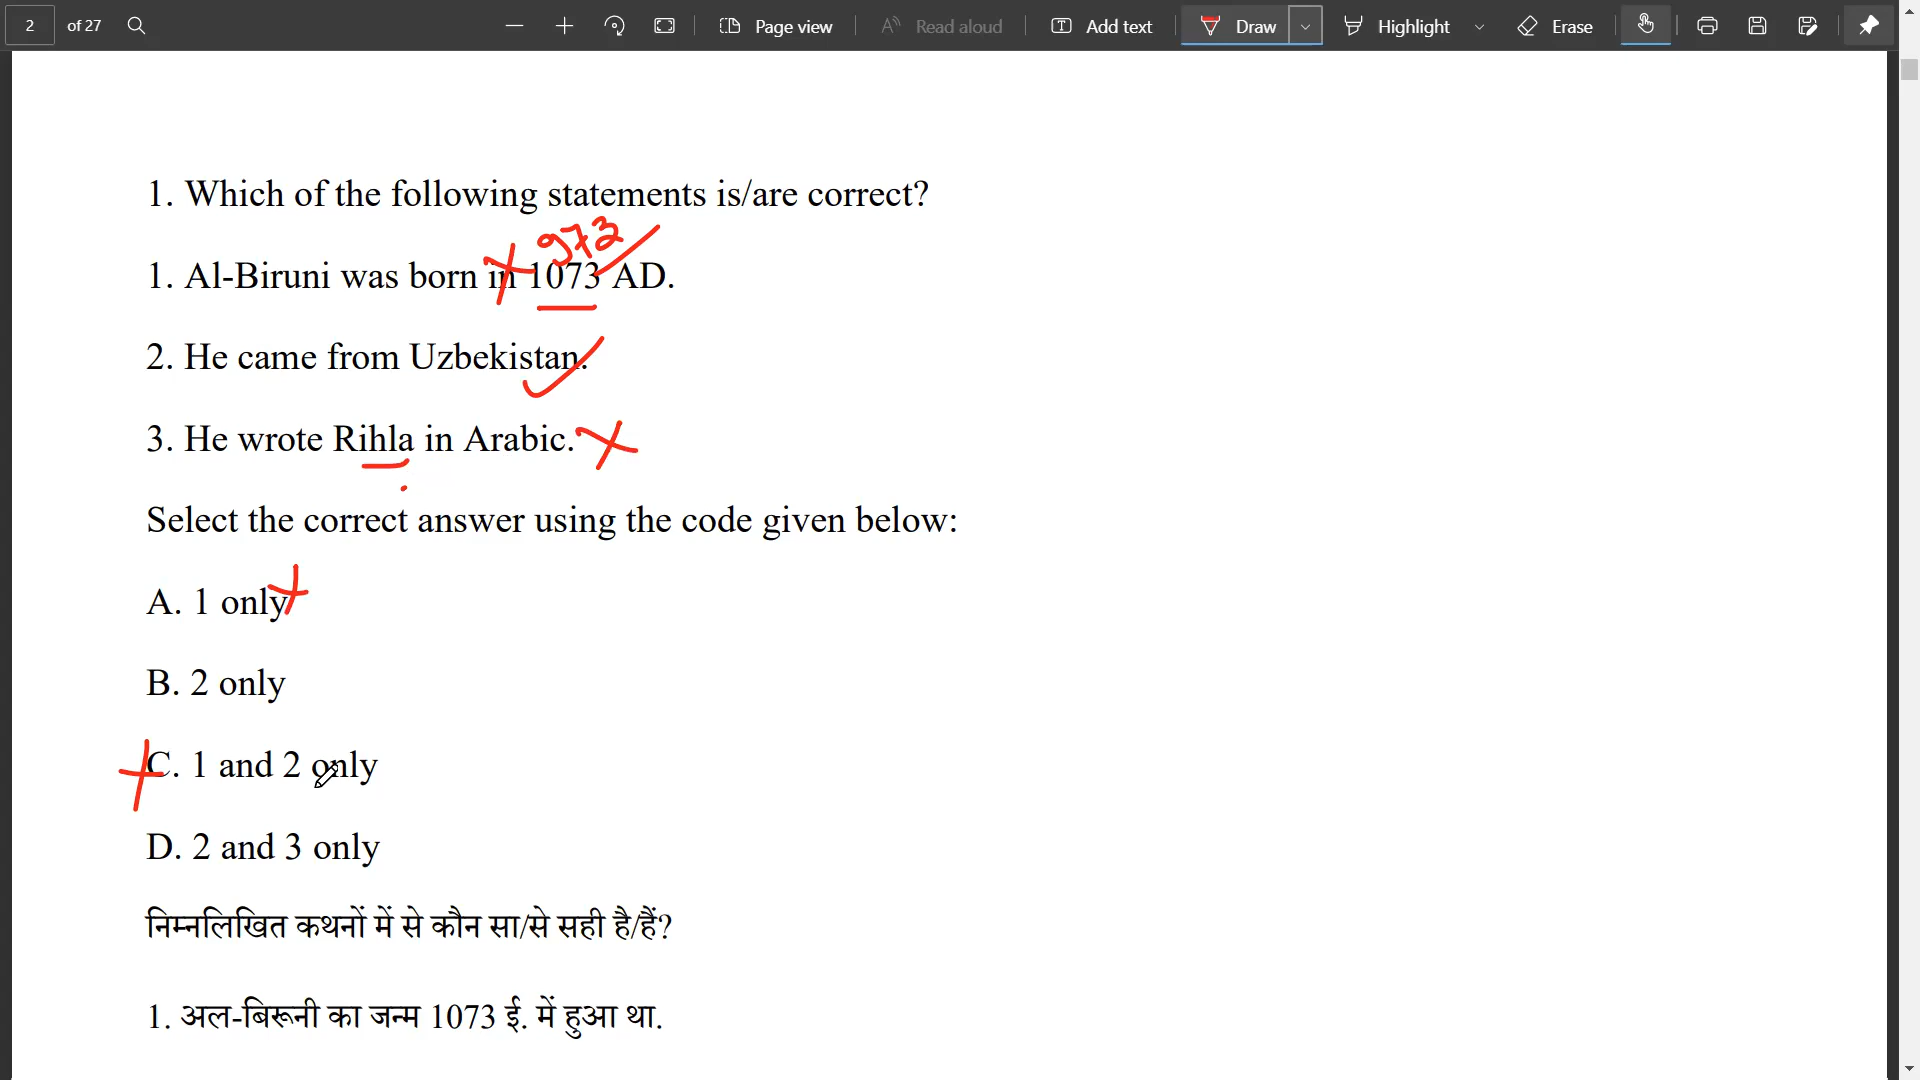 2 of 27 Page view Read aloud Add text Draw Highlight Erase
1. Which of the following statements is/are correct?
973
1. Al-Biruni was born in 1073 AD.
2. He came from Uzbekistan.
3. He wrote Rihla in Arabic.
Select the correct answer using the code given below:
A. 1 only
B. 2 only
C. 1 and 2 only
D. 2 and 3 only
निम्नलिखित कथनों में से कौन सा/से सही है/हैं?
1. अल-बिरूनी का जन्म 1073 ई. में हुआ था.